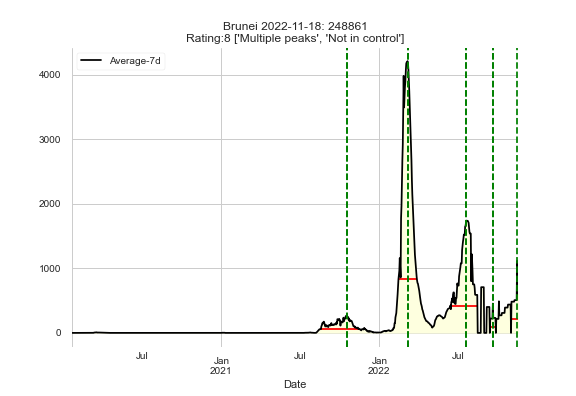 Brunei 2022-11-18: 248861
Rating:8 ['Multiple peaks', 'Not in control']
Average-7d
4000
3000
2000
1000
0
Jul
Jan
2021
Jul
Jan
2022
Jul
Date